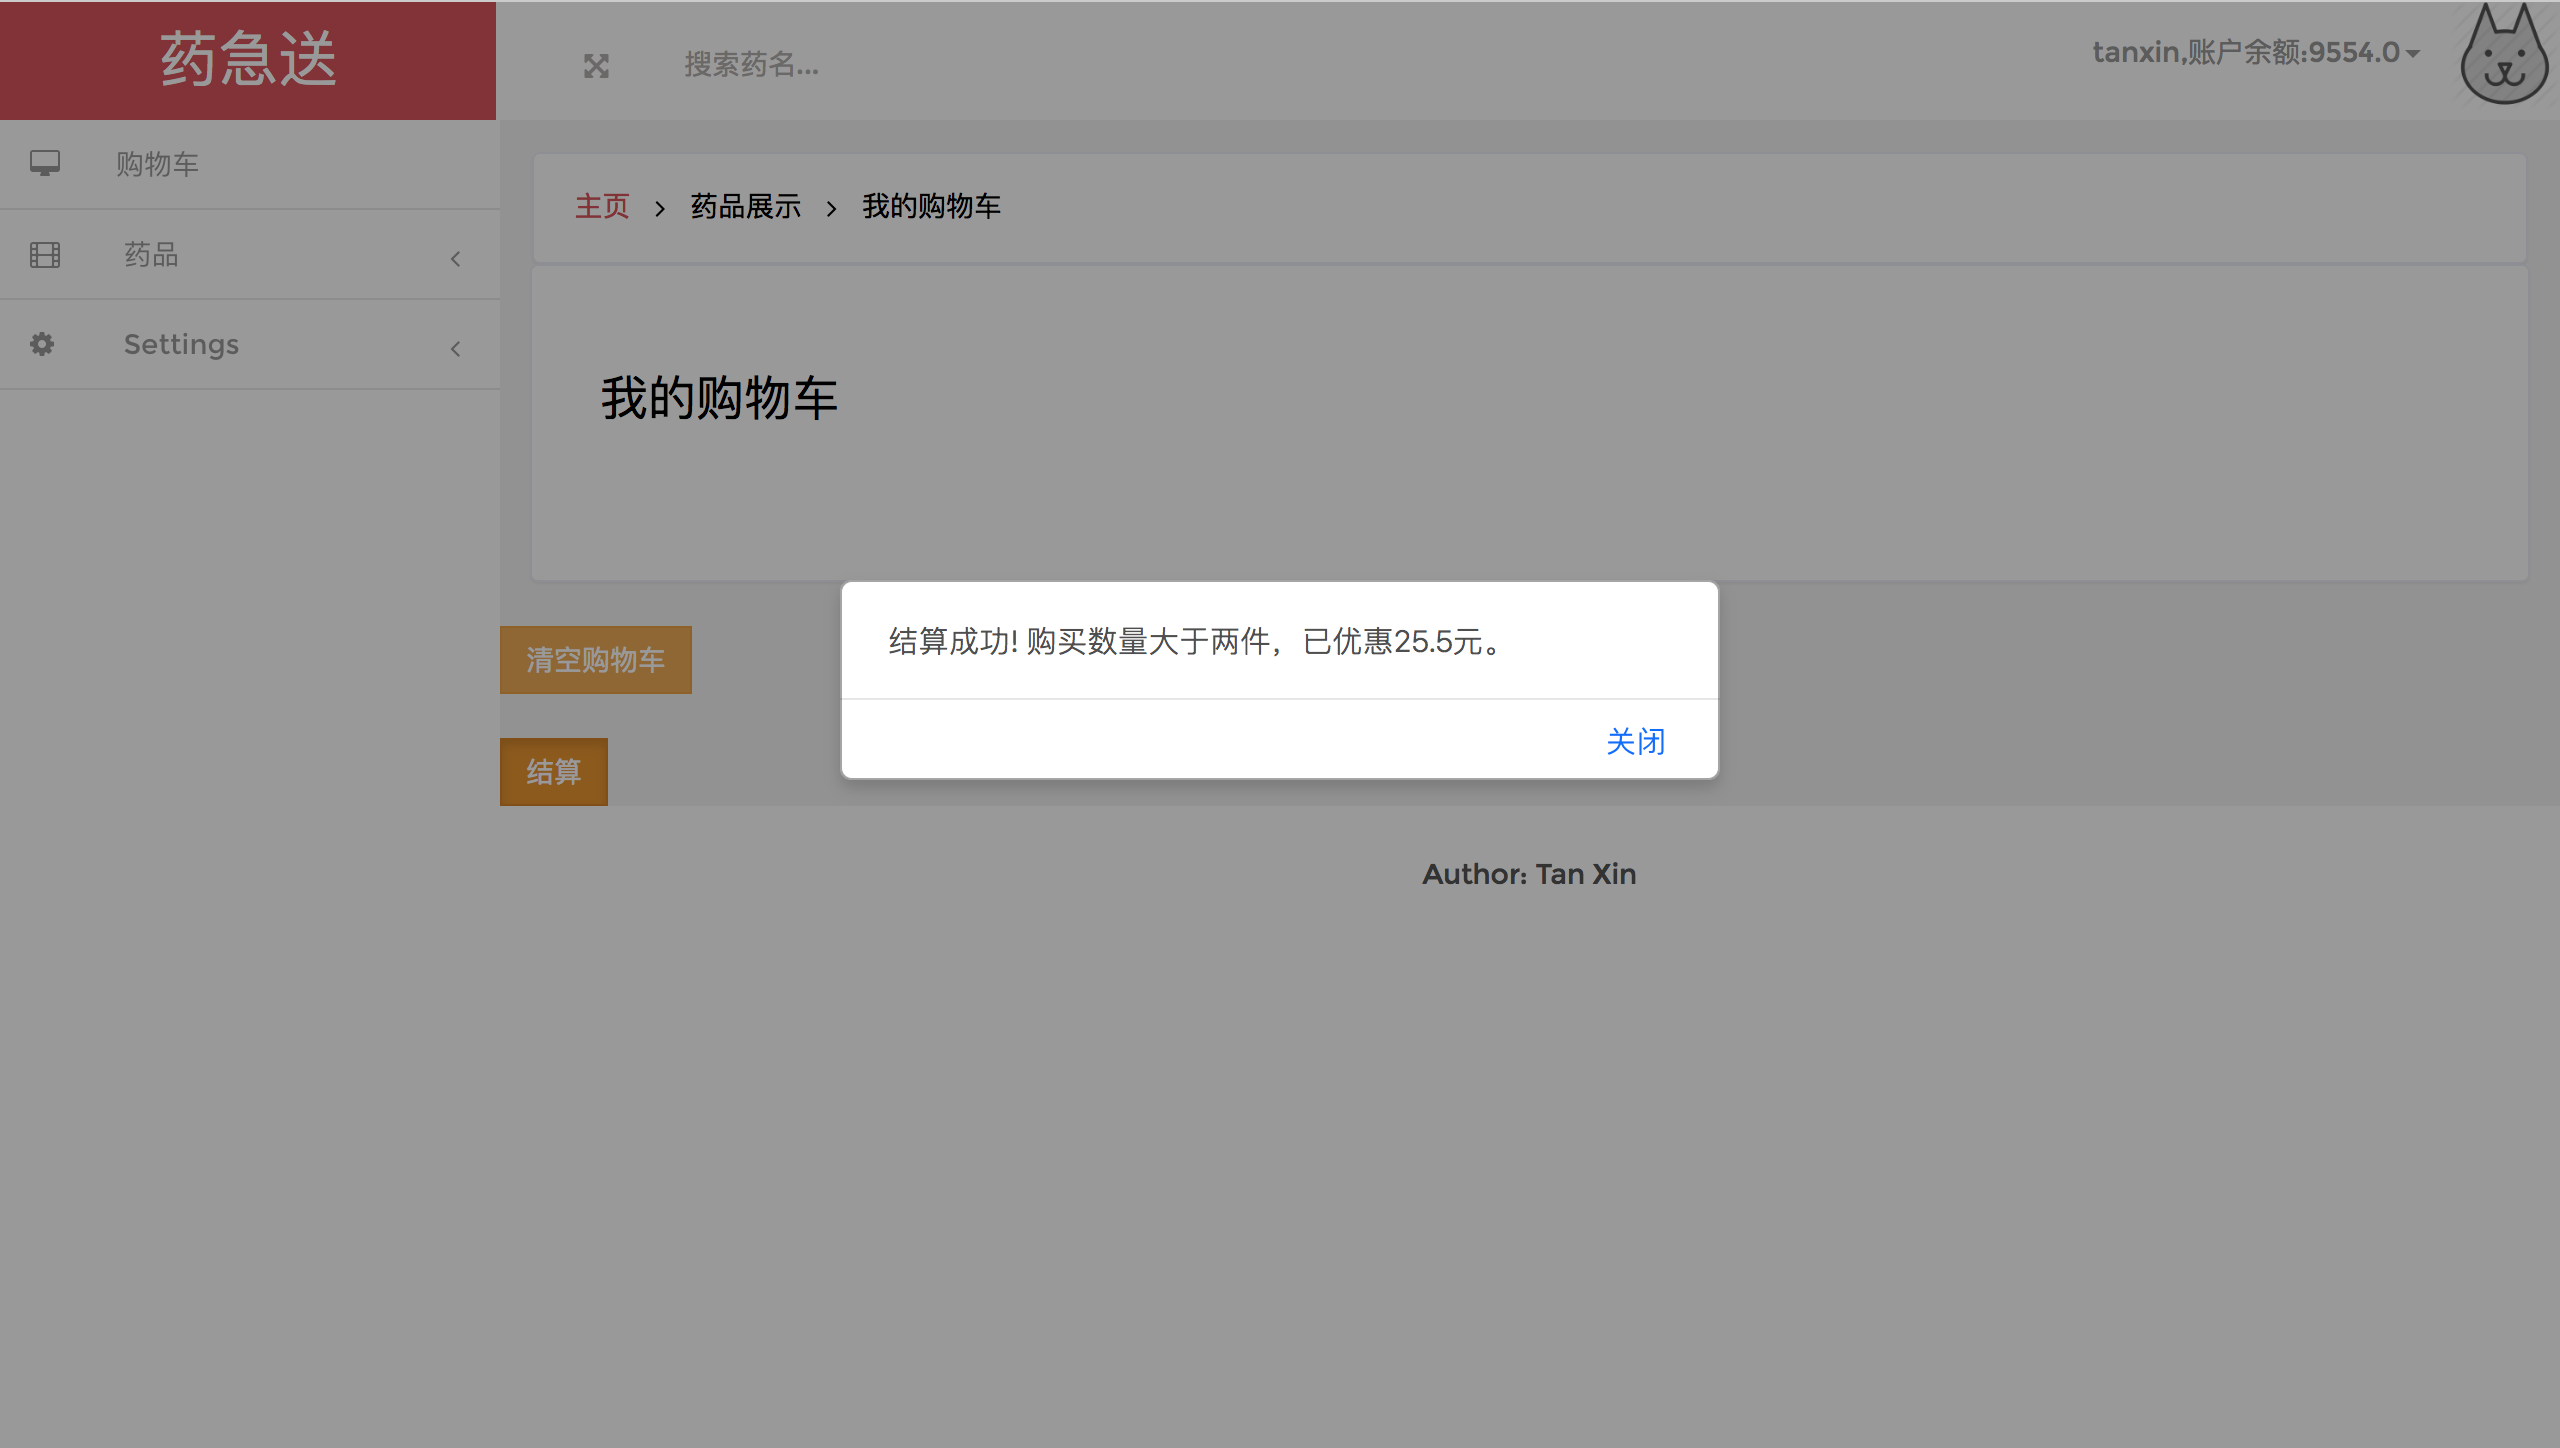 药急送
搜索药名...
tanxin,账户余额:9554.0
购物车
药品
Settings
主页 > 药品展示 > 我的购物车
我的购物车
结算成功! 购买数量大于两件，已优惠25.5元。
关闭
清空购物车
结算
Author: Tan Xin